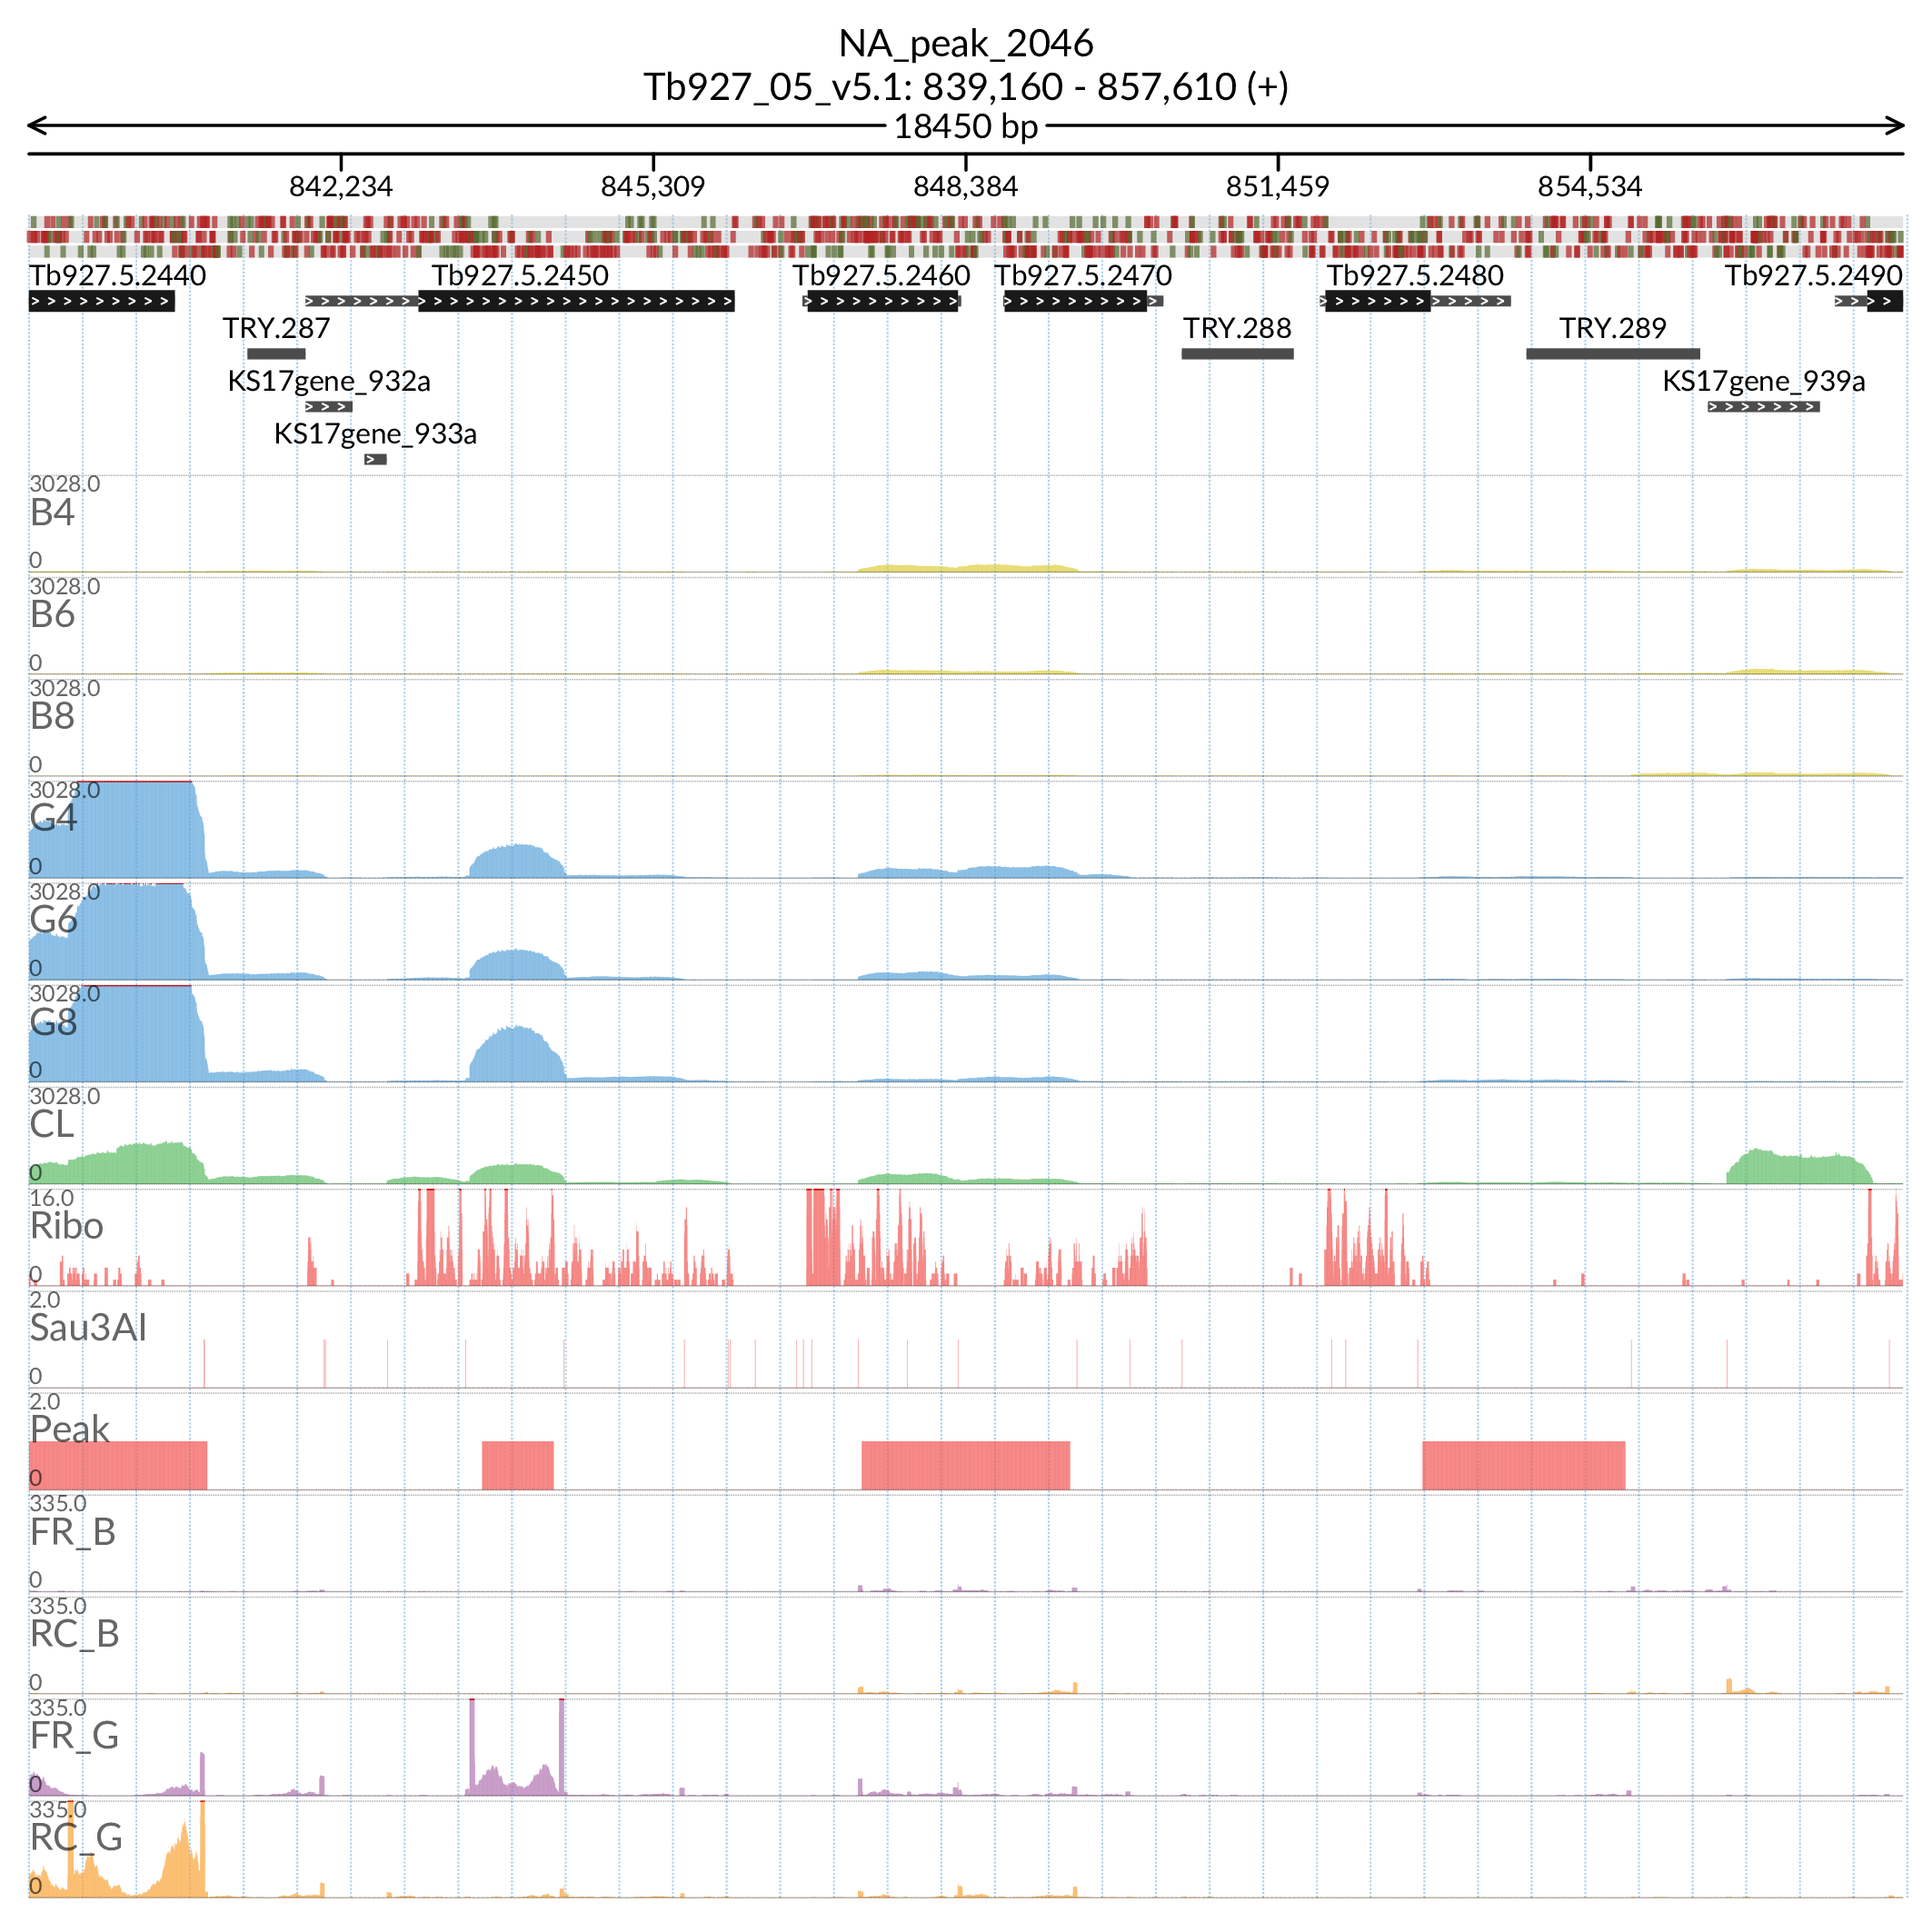 NA_peak_2046
Tb927_05_v5.1: 839,160 - 857,610 (+)
18450 bp
842,234 845,309 848,384 851,459 854,534
Tb927.5.2440 Tb927.5.2450 Tb927.5.2460 Tb927.5.2470 Tb927.5.2480 Tb927.5.2490
TRY.287 TRY.288 TRY.289
KS17gene_932a KS17gene_939a
KS17gene_933a
3028.0
B4
0
3028.0
B6
0
3028.0
B8
0
3028.0
G4
0
3028.0
G6
0
3028.0
G8
0
3028.0
CL
0
16.0
Ribo
0
2.0
Sau3AI
0
2.0
Peak
0
335.0
FR_B
0
335.0
RC_B
0
335.0
FR_G
0
335.0
RC_G
0